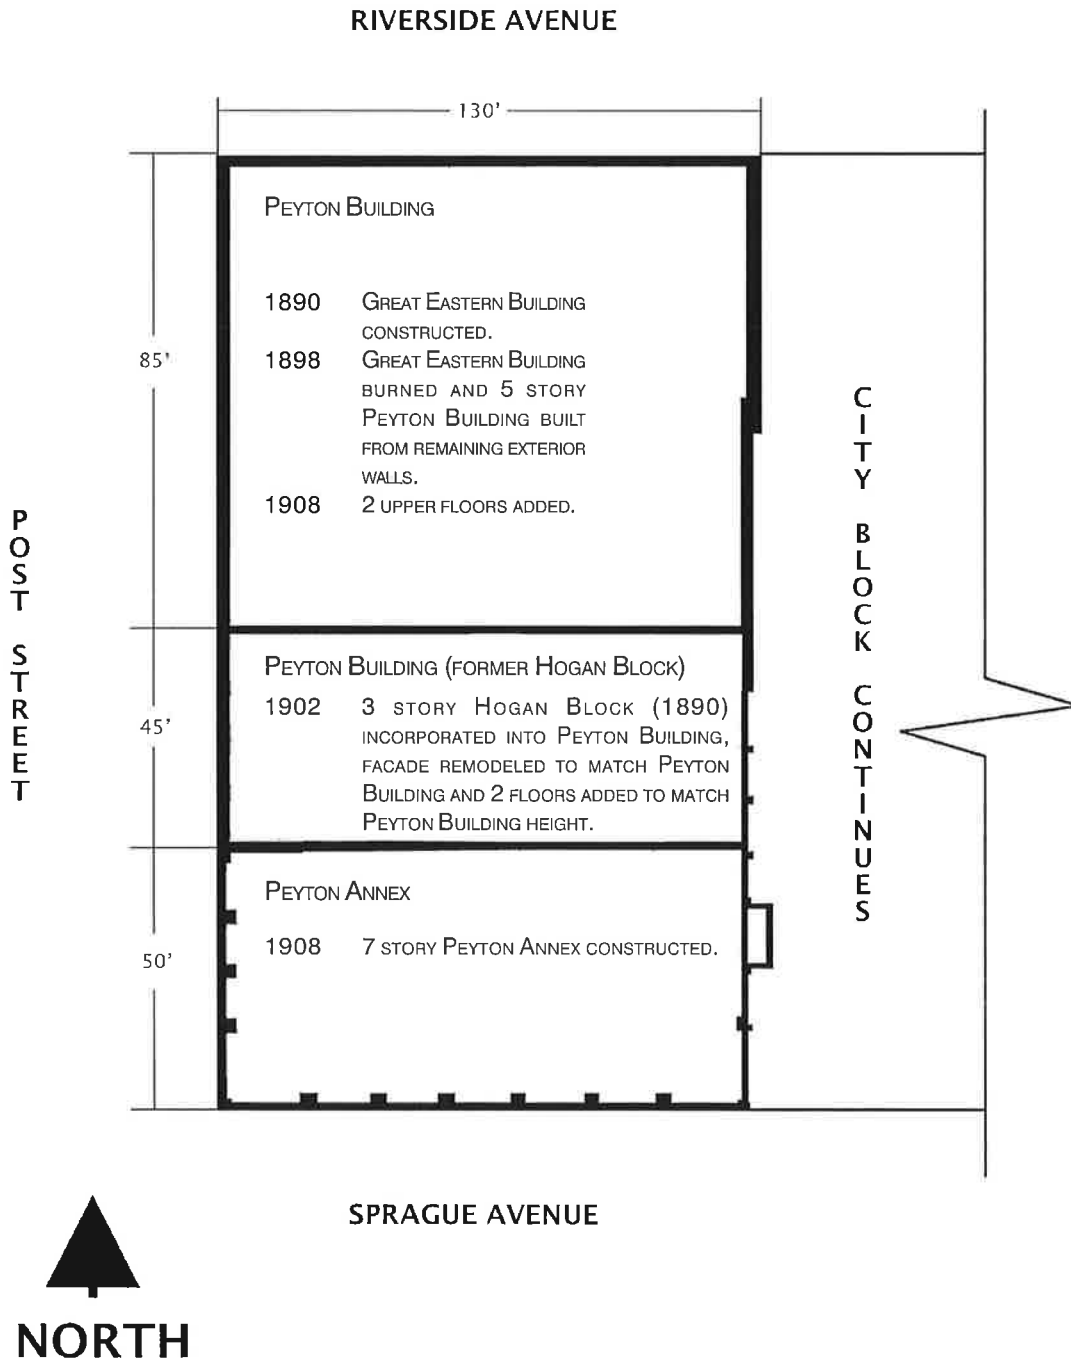 RIVERSIDE AVENUE
130'
PEYTON BUILDING
1890 GREAT EASTERN BUILDING
CONSTRUCTED.
1898 GREAT EASTERN BUILDING
BURNED AND 5 STORY
PEYTON BUILDING BUILT
FROM REMAINING EXTERIOR
WALLS.
1908 2 UPPER FLOORS ADDED.
85'
POST STREET
CITY BLOCK CONTINUES
PEYTON BUILDING (FORMER HOGAN BLOCK)
1902 3 STORY HOGAN BLOCK (1890)
INCORPORATED INTO PEYTON BUILDING,
FACADE REMODELED TO MATCH PEYTON
BUILDING AND 2 FLOORS ADDED TO MATCH
PEYTON BUILDING HEIGHT.
45'
PEYTON ANNEX
1908 7 STORY PEYTON ANNEX CONSTRUCTED.
50'
SPRAGUE AVENUE
NORTH